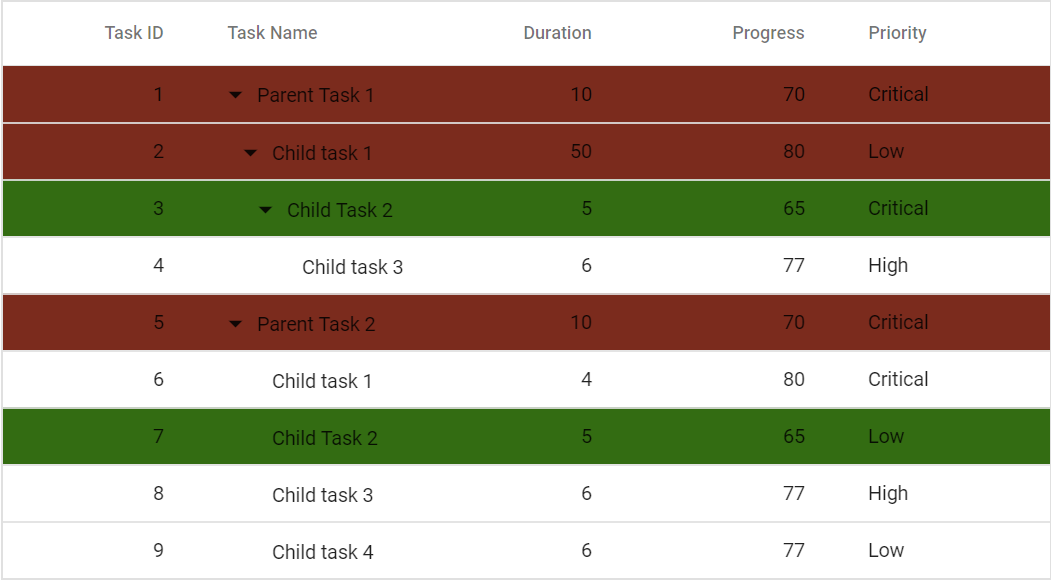 Task ID Task Name Duration Progress Priority
1 Parent Task 1 10 70 Critical
2 Child task 1 50 80 Low
3 Child Task 2 5 65 Critical
4 Child task 3 6 77 High
5 Parent Task 2 10 70 Critical
6 Child task 1 4 80 Critical
7 Child Task 2 5 65 Low
8 Child task 3 6 77 High
9 Child task 4 6 77 Low